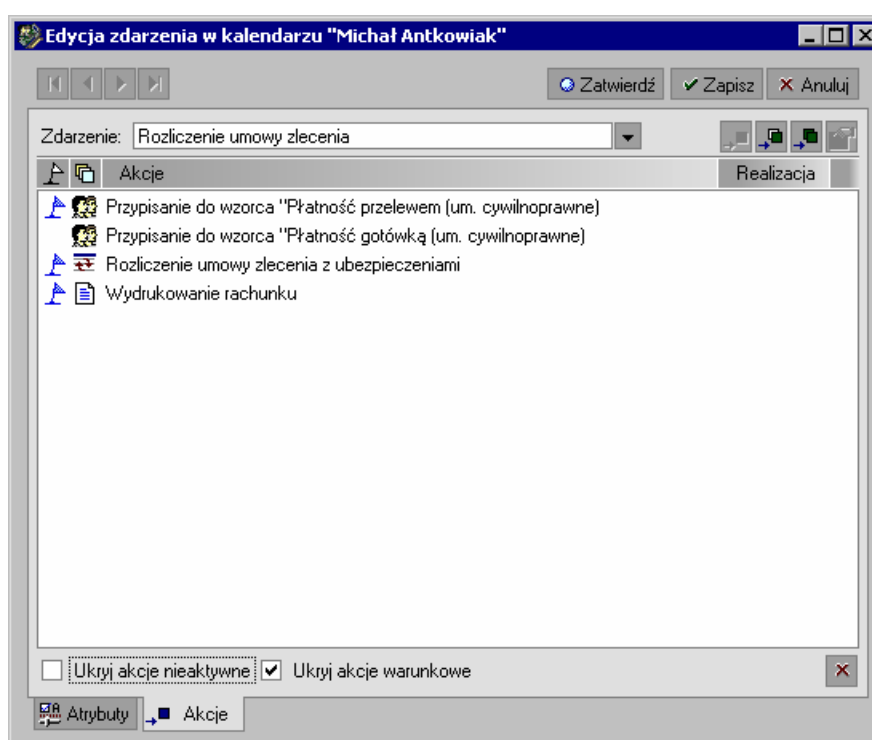 Edycja zdarzenia w kalendarzu "Michał Antkowiak"
Zatwierdź Zapisz Anuluj
Zdarzenie: Rozliczenie umowy zlecenia
Akcje Realizacja
Przypisanie do wzorca "Płatność przelewem (um. cywilnoprawne)
Przypisanie do wzorca "Płatność gotówką (um. cywilnoprawne)
Rozliczenie umowy zlecenia z ubezpieczeniami
Wydrukowanie rachunku
Ukryj akcje nieaktywne Ukryj akcje warunkowe
Atrybuty Akcje